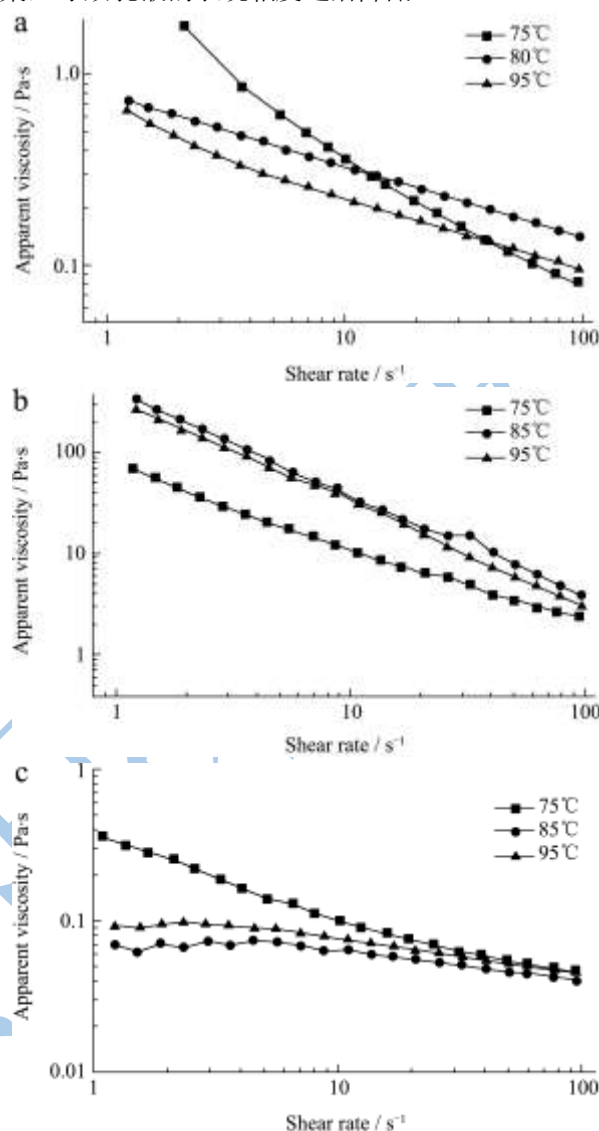 a
75℃
80℃
95℃
Apparent viscosity / Pa·s
1.0
0.1
1
10
100
Shear rate / s⁻¹
b
75℃
85℃
95℃
Apparent viscosity / Pa·s
100
10
1
1
10
100
Shear rate / s⁻¹
c
75℃
85℃
95℃
Apparent viscosity / Pa·s
1
0.1
0.01
1
10
100
Shear rate / s⁻¹